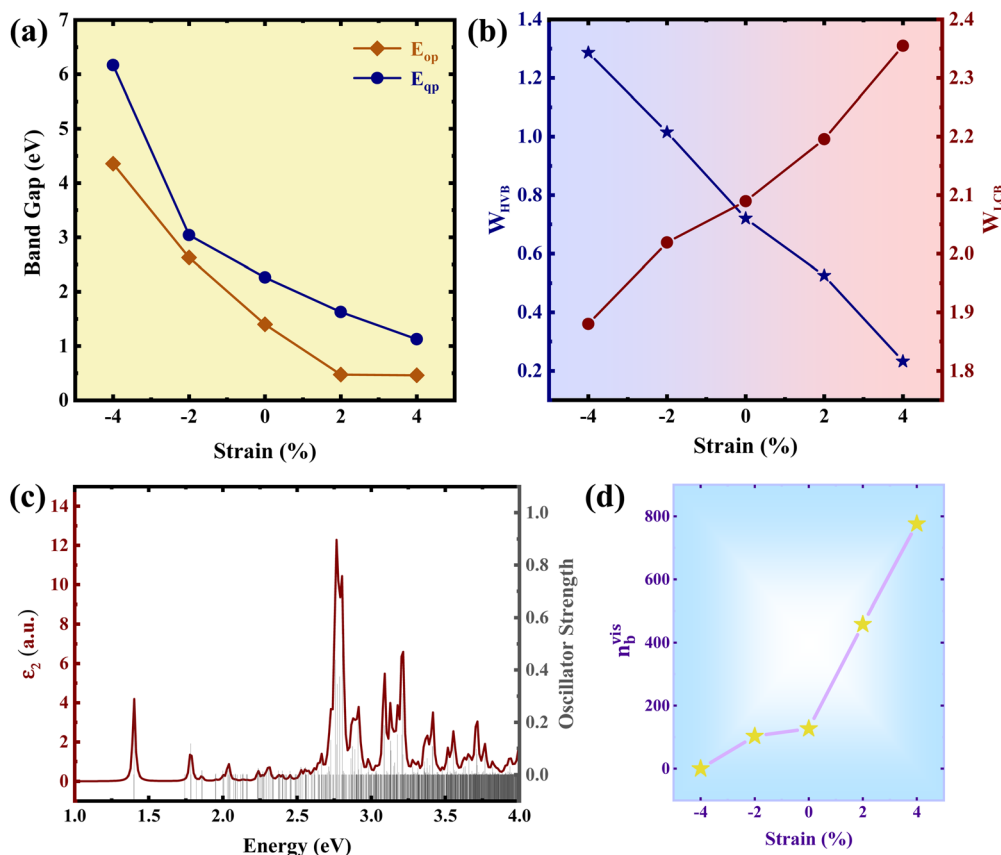 (a)
7
6
5
4
3
2
1
0
Band Gap (eV)
E_op
E_qp
-4 -2 0 2 4
Strain (%)
(b)
1.4
1.2
1.0
0.8
0.6
0.4
0.2
W_HVB
2.4
2.3
2.2
2.1
2.0
1.9
1.8
W_LCB
-4 -2 0 2 4
Strain (%)
(c)
14
12
10
8
6
4
2
0
ε_2 (a.u.)
1.0
0.8
0.6
0.4
0.2
0.0
Oscillator Strength
1.0 1.5 2.0 2.5 3.0 3.5 4.0
Energy (eV)
(d)
800
600
400
200
0
n_b^vis
-4 -2 0 2 4
Strain (%)